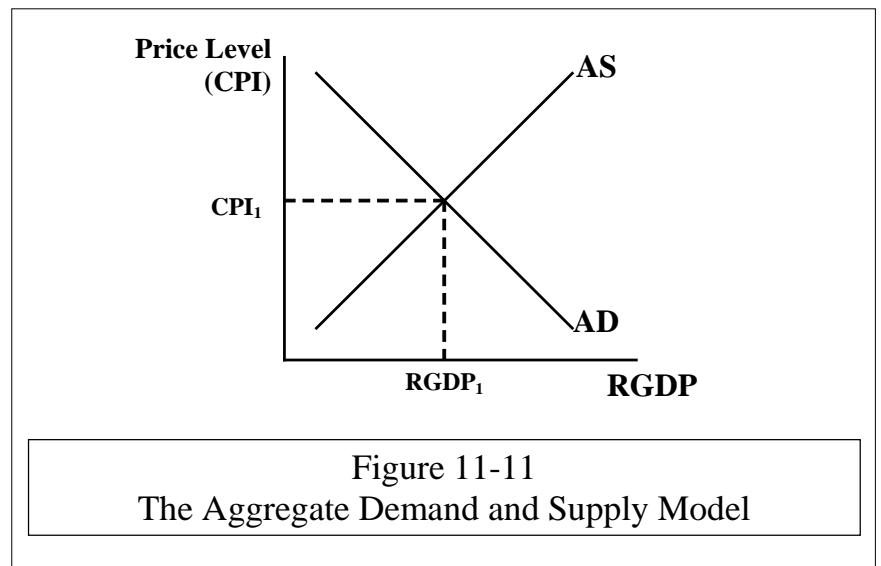 Price Level
(CPI)
AS
CPI₁
AD
RGDP₁
RGDP
Figure 11-11
The Aggregate Demand and Supply Model